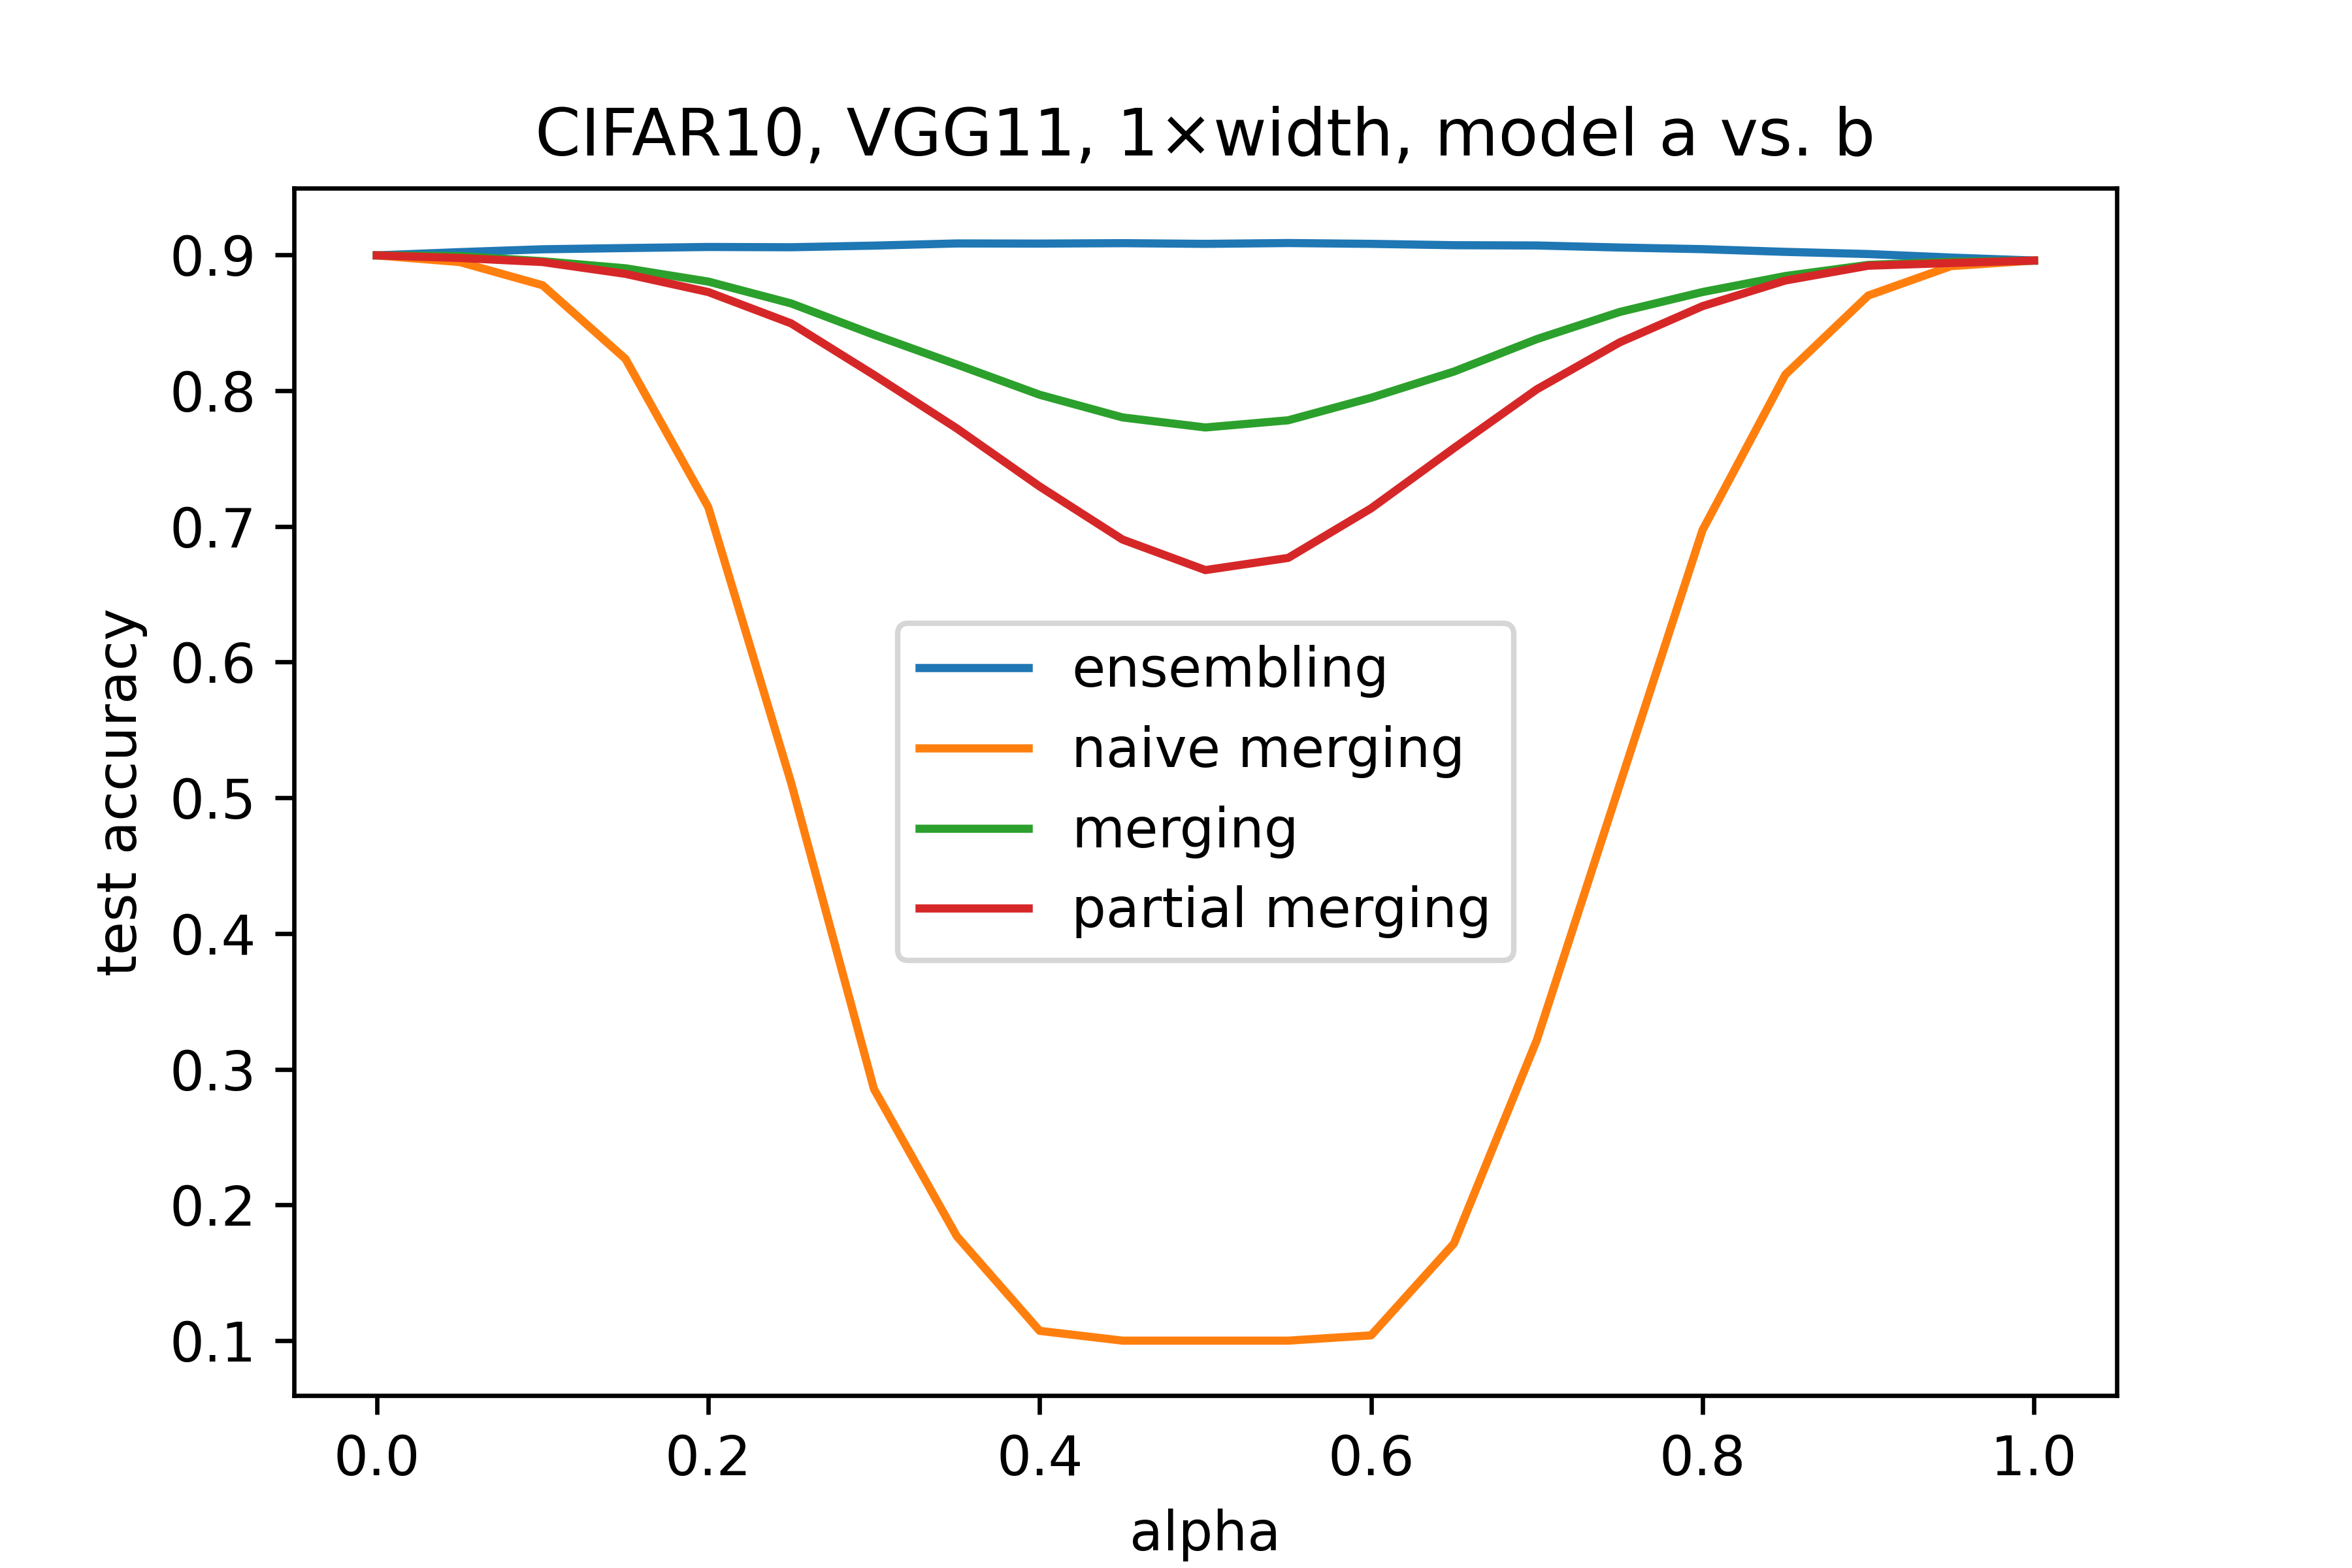 CIFAR10, VGG11, 1×width, model a vs. b
test accuracy
0.9
0.8
0.7
0.6
0.5
0.4
0.3
0.2
0.1
ensembling
naive merging
merging
partial merging
0.0 0.2 0.4 0.6 0.8 1.0
alpha